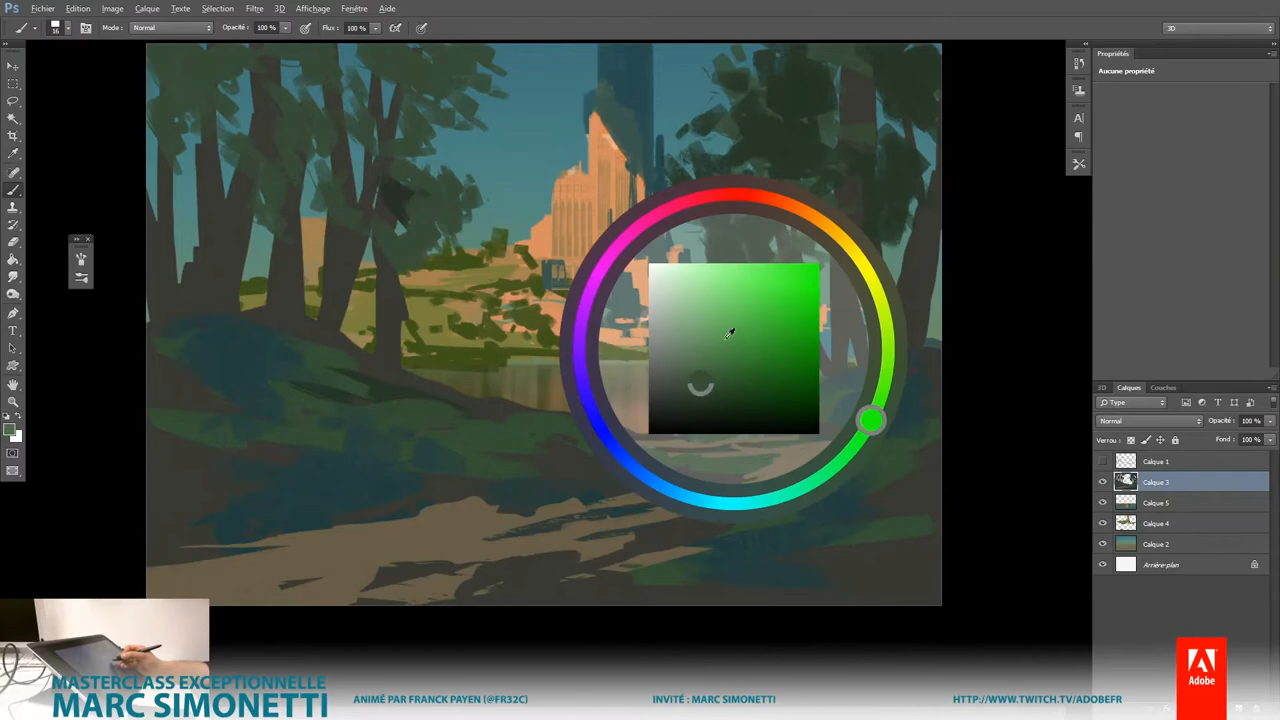 Ps Fichier Edition Image Calque Texte Sélection Filtre 3D Affichage Fenêtre Aide
16 Mode : Normal Opacité : 100 % Flux : 100 % 3D
Propriétés
Aucune propriété
3D Calques Couches
Type
Normal Opacité : 100 %
Verrou : Fond : 100 %
Calque 1
Calque 3
Calque 5
Calque 4
Calque 2
Arrière-plan
MASTERCLASS EXCEPTIONNELLE
MARC SIMONETTI
ANIMÉ PAR FRANCK PAYEN (@FR32C)
INVITÉ : MARC SIMONETTI
HTTP://WWW.TWITCH.TV/ADOBEFR
Adobe